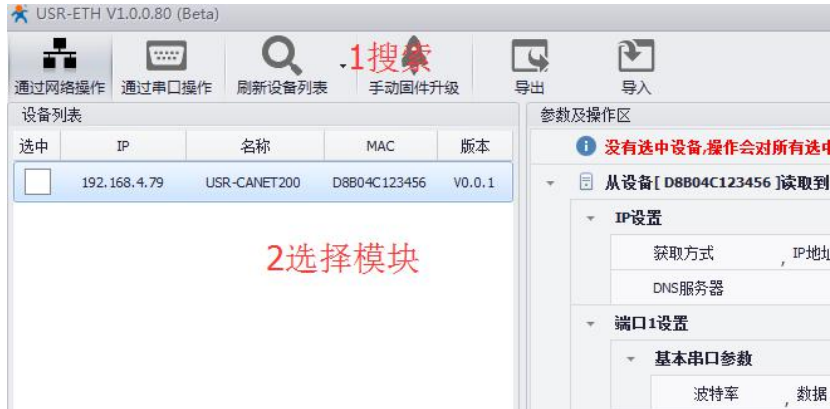 USR-ETH V1.0.0.80 (Beta)
1搜索
通过网络操作 通过串口操作 刷新设备列表 手动固件升级 导出 导入
设备列表
参数及操作区
选中 IP 名称 MAC 版本
没有选中设备,操作会对所有选中
192.168.4.79 USR-CANET200 D8B04C123456 V0.0.1
从设备[ D8B04C123456 ]读取到
IP设置
2选择模块
获取方式 , IP地址
DNS服务器
端口1设置
基本串口参数
波特率 , 数据